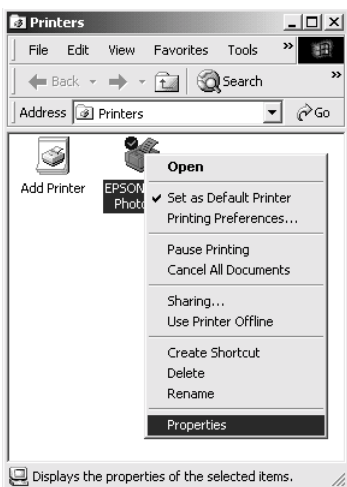 Printers
File Edit View Favorites Tools »
Back Search »
Address Printers Go
Add Printer
EPSON
Photo
Open
Set as Default Printer
Printing Preferences...
Pause Printing
Cancel All Documents
Sharing...
Use Printer Offline
Create Shortcut
Delete
Rename
Properties
Displays the properties of the selected items.